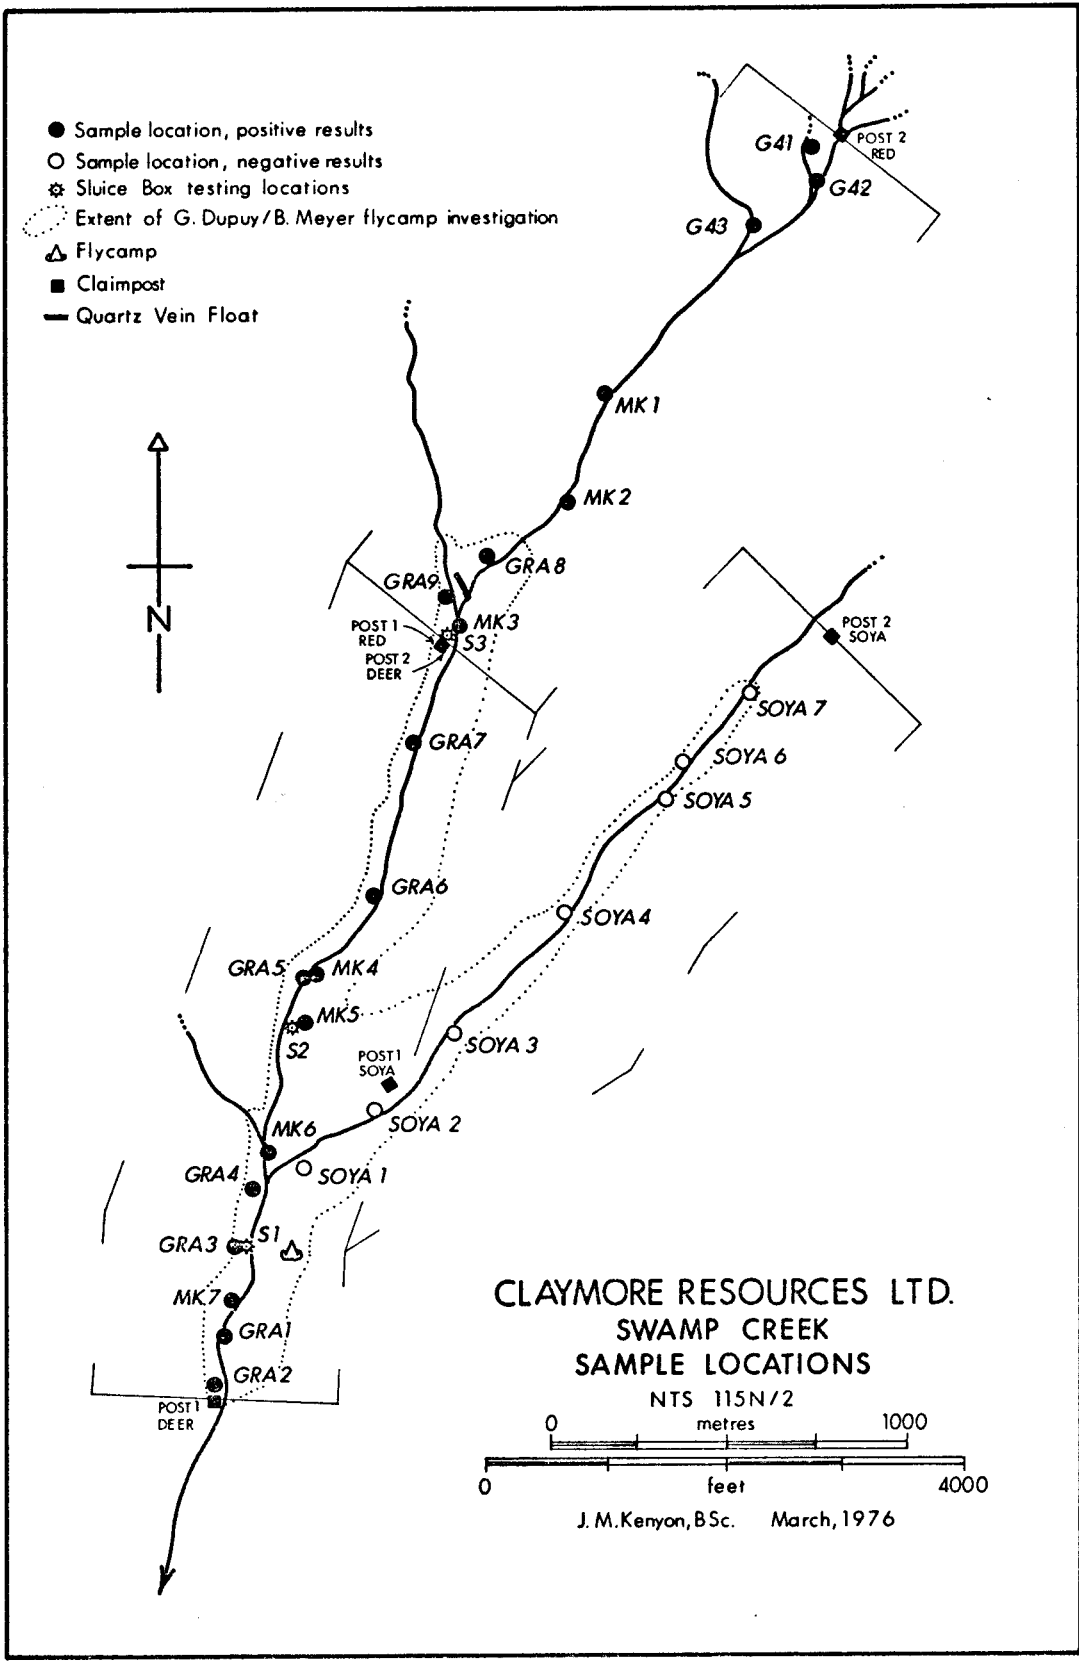 Sample location, positive results
Sample location, negative results
Sluice Box testing locations
Extent of G. Dupuy/B. Meyer flycamp investigation
Flycamp
Claimpost
Quartz Vein Float
N
G41
POST 2
RED
G42
G43
MK1
MK2
GRA8
GRA9
MK3
POST 1
RED
S3
POST 2
DEER
POST 2
SOYA
SOYA 7
GRA7
SOYA 6
SOYA 5
GRA6
SOYA4
GRA5
MK4
MK5
S2
SOYA 3
POST 1
SOYA
SOYA 2
MK6
GRA4
SOYA 1
S1
GRA3
MK7
GRA1
GRA2
POST 1
DEER
CLAYMORE RESOURCES LTD.
SWAMP CREEK
SAMPLE LOCATIONS
NTS 115N/2
0 metres 1000
0 feet 4000
J. M. Kenyon, BSc. March, 1976